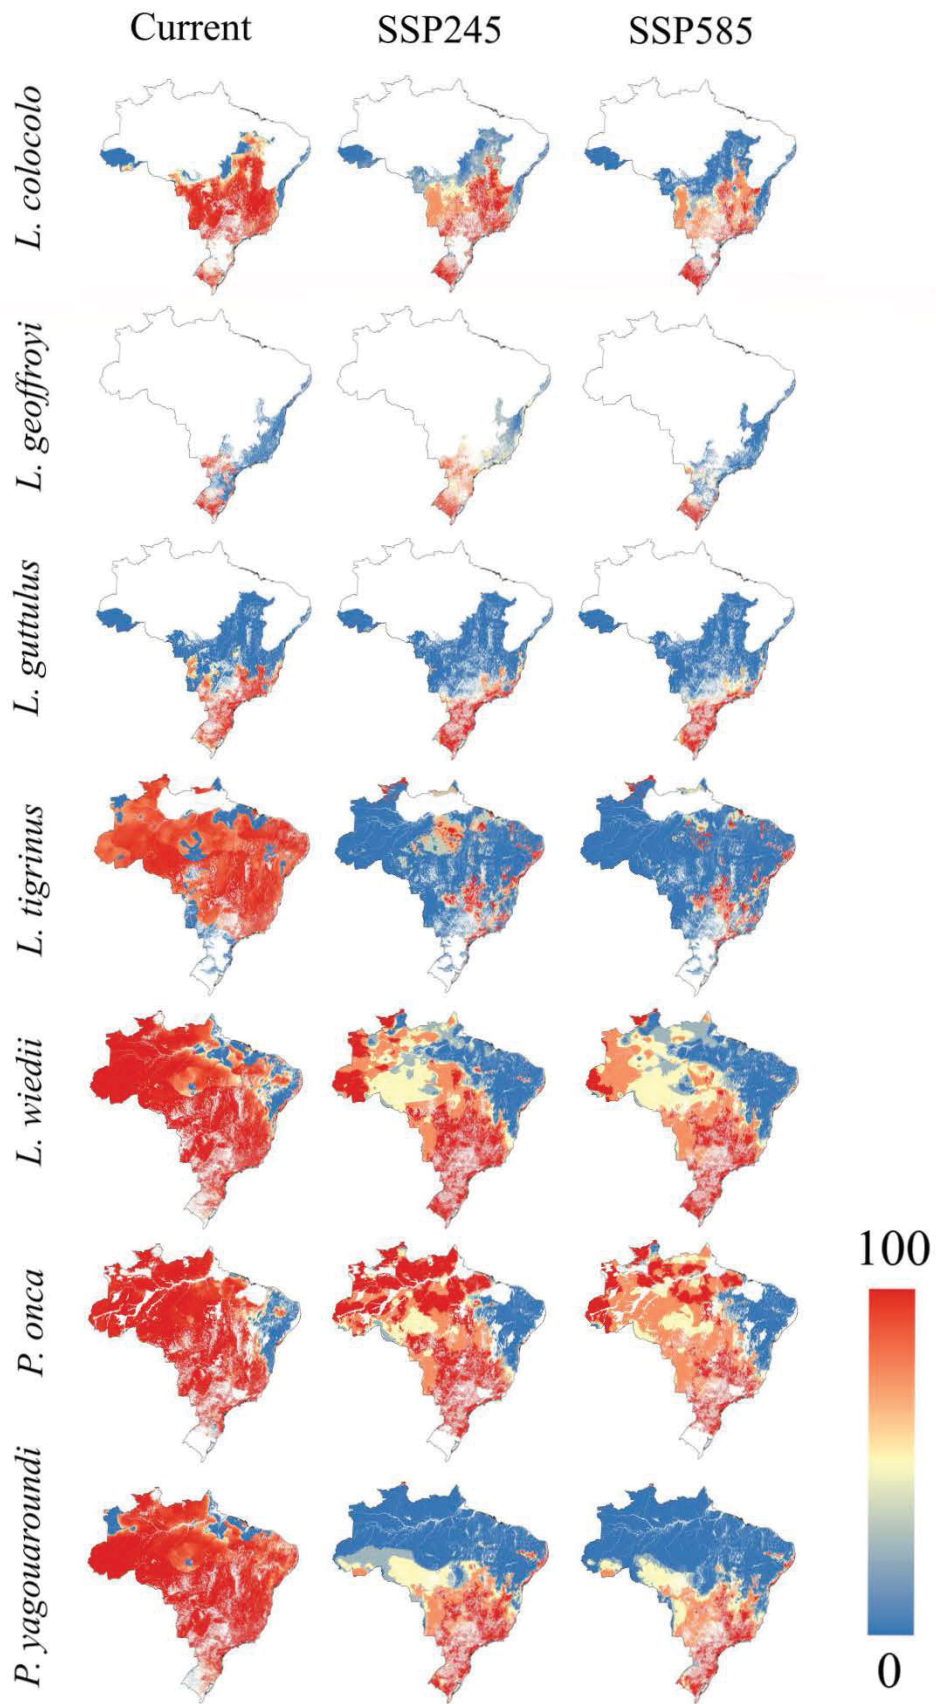 Current SSP245 SSP585
L. colocolo
L. geoffroyi
L. guttulus
L. tigrinus
L. wiedii
P. onca
P. yagouaroundi
100
0